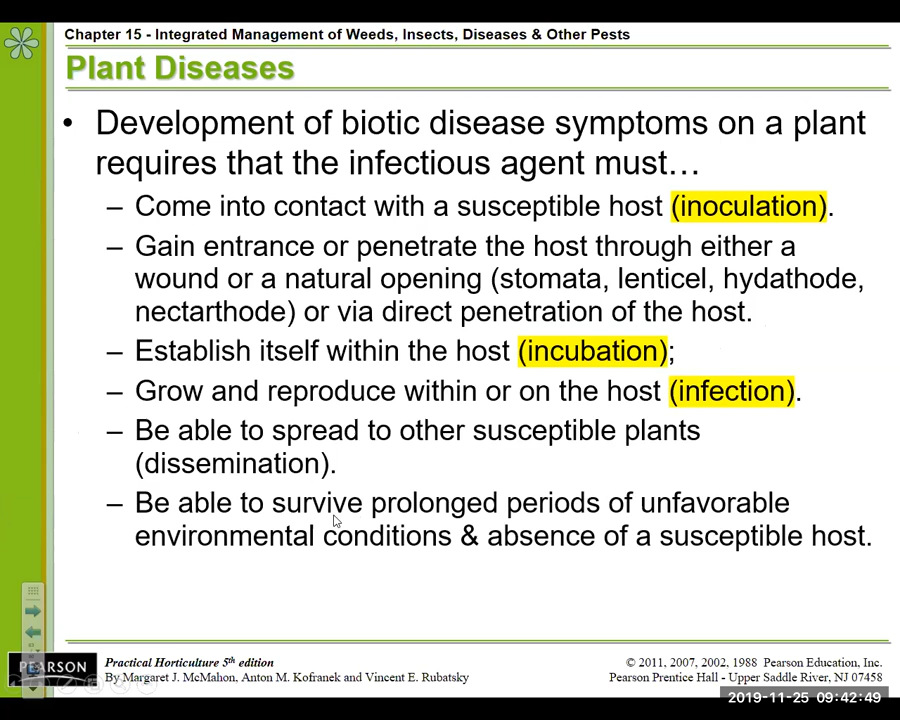 Chapter 15 - Integrated Management of Weeds, Insects, Diseases & Other Pests
Plant Diseases
• Development of biotic disease symptoms on a plant
requires that the infectious agent must…
– Come into contact with a susceptible host (inoculation).
– Gain entrance or penetrate the host through either a
wound or a natural opening (stomata, lenticel, hydathode,
nectarthode) or via direct penetration of the host.
– Establish itself within the host (incubation);
– Grow and reproduce within or on the host (infection).
– Be able to spread to other susceptible plants
(dissemination).
– Be able to survive prolonged periods of unfavorable
environmental conditions & absence of a susceptible host.
PEARSON
Practical Horticulture 5th edition
By Margaret J. McMahon, Anton M. Kofranek and Vincent E. Rubatsky
© 2011, 2007, 2002, 1988 Pearson Education, Inc.
Pearson Prentice Hall - Upper Saddle River, NJ 07458
2019-11-25 09:42:49